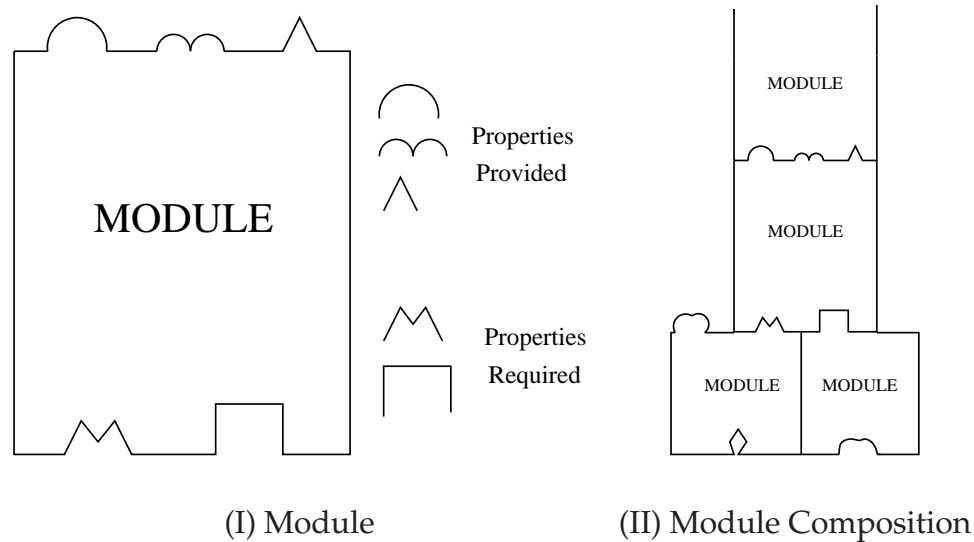 MODULE
Properties
Provided
Properties
Required
(I) Module
MODULE
MODULE
MODULE
MODULE
(II) Module Composition